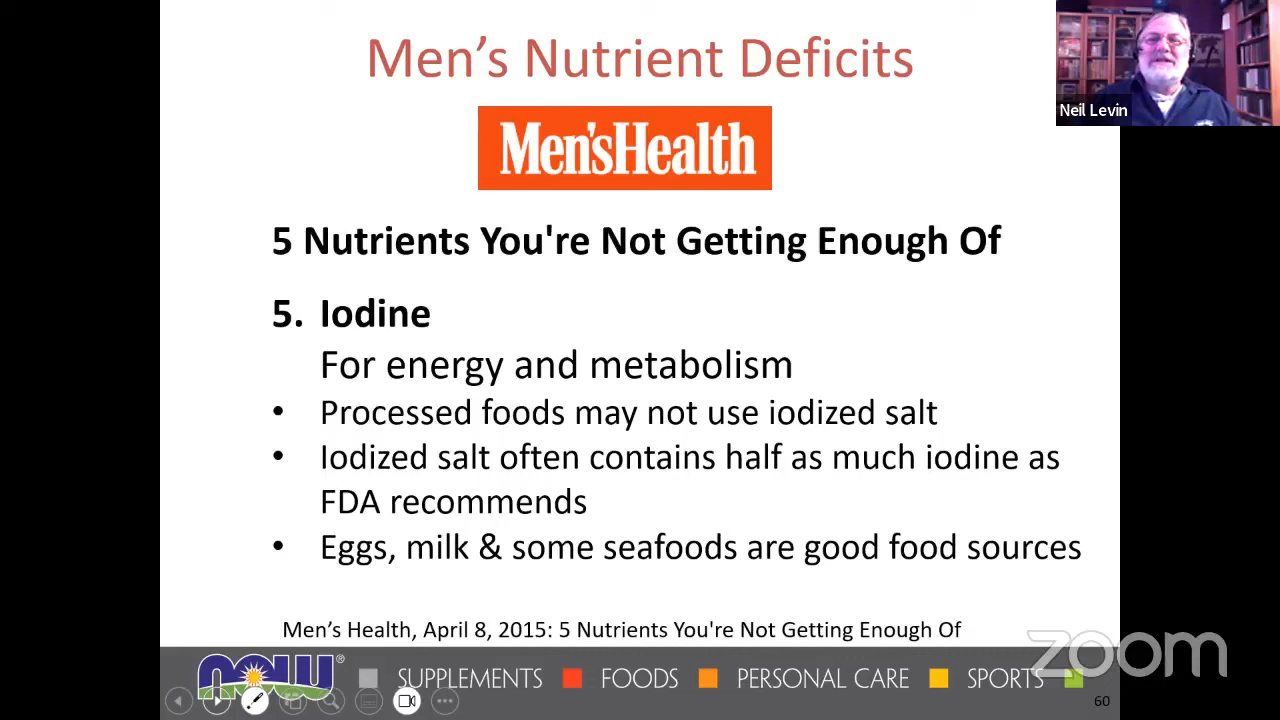 Men's Nutrient Deficits
Neil Levin
Men'sHealth
5 Nutrients You're Not Getting Enough Of
5. Iodine
For energy and metabolism
• Processed foods may not use iodized salt
• Iodized salt often contains half as much iodine as
FDA recommends
• Eggs, milk & some seafoods are good food sources
Men's Health, April 8, 2015: 5 Nutrients You're Not Getting Enough Of
zoom
NOW® SUPPLEMENTS FOODS PERSONAL CARE SPORTS
60